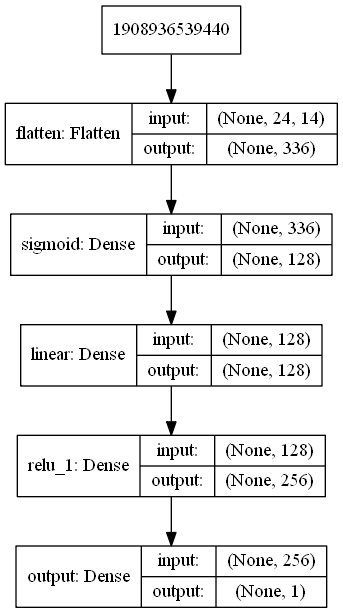 1908936539440
flatten: Flatten
input: (None, 24, 14)
output: (None, 336)
sigmoid: Dense
input: (None, 336)
output: (None, 128)
linear: Dense
input: (None, 128)
output: (None, 128)
relu_1: Dense
input: (None, 128)
output: (None, 256)
output: Dense
input: (None, 256)
output: (None, 1)